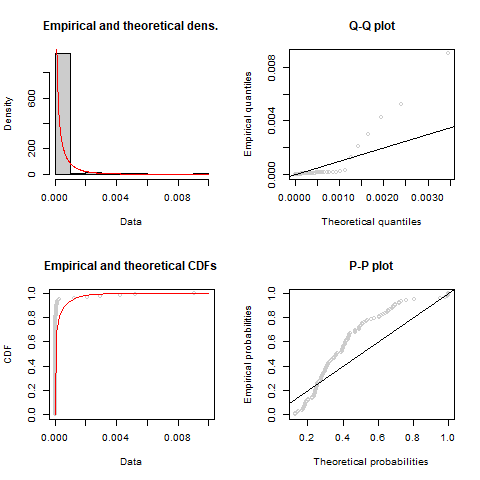 Empirical and theoretical dens.
Density
0 200 600
0.000 0.004 0.008
Data
Q-Q plot
Empirical quantiles
0.000 0.004 0.008
0.0000 0.0010 0.0020 0.0030
Theoretical quantiles
Empirical and theoretical CDFs
CDF
0.0 0.2 0.4 0.6 0.8 1.0
0.000 0.004 0.008
Data
P-P plot
Empirical probabilities
0.0 0.2 0.4 0.6 0.8 1.0
0.2 0.4 0.6 0.8 1.0
Theoretical probabilities